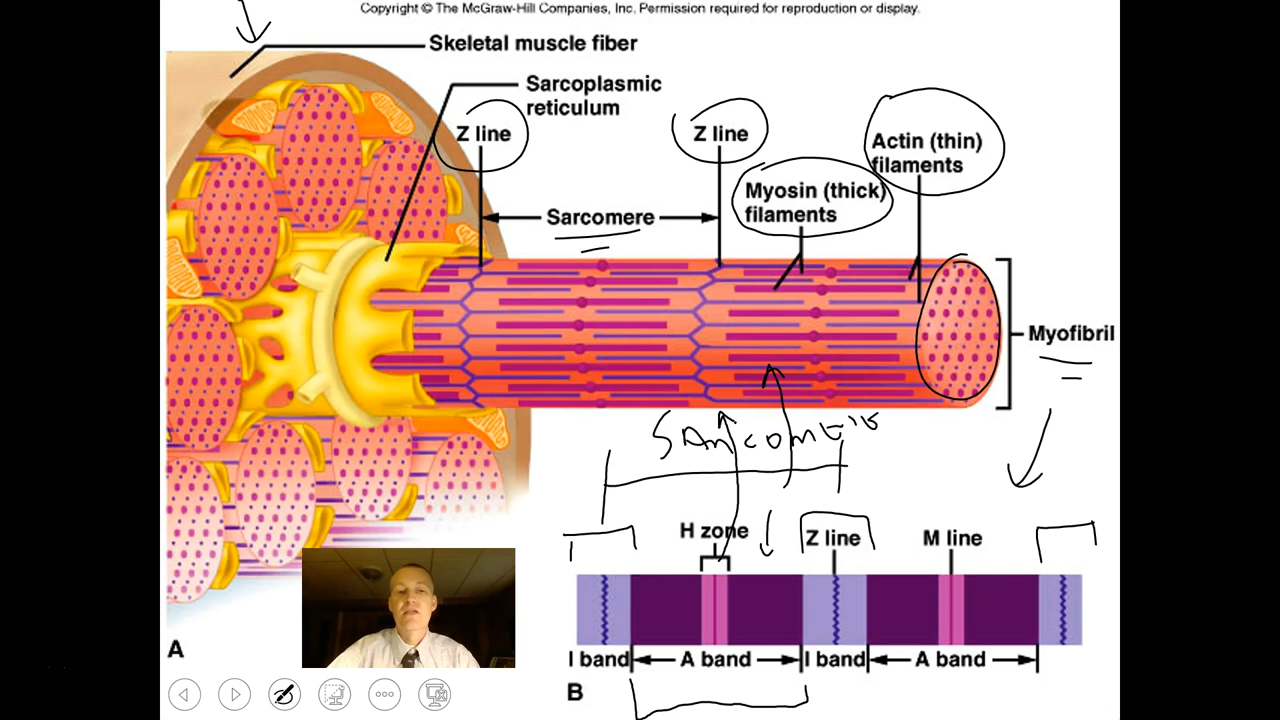 Copyright © The McGraw-Hill Companies, Inc. Permission required for reproduction or display.
Skeletal muscle fiber
Sarcoplasmic
reticulum
Z line
Z line
Actin (thin)
filaments
Myosin (thick)
filaments
Sarcomere
Myofibril
H zone
Z line
M line
I band
A band
I band
A band
A
B